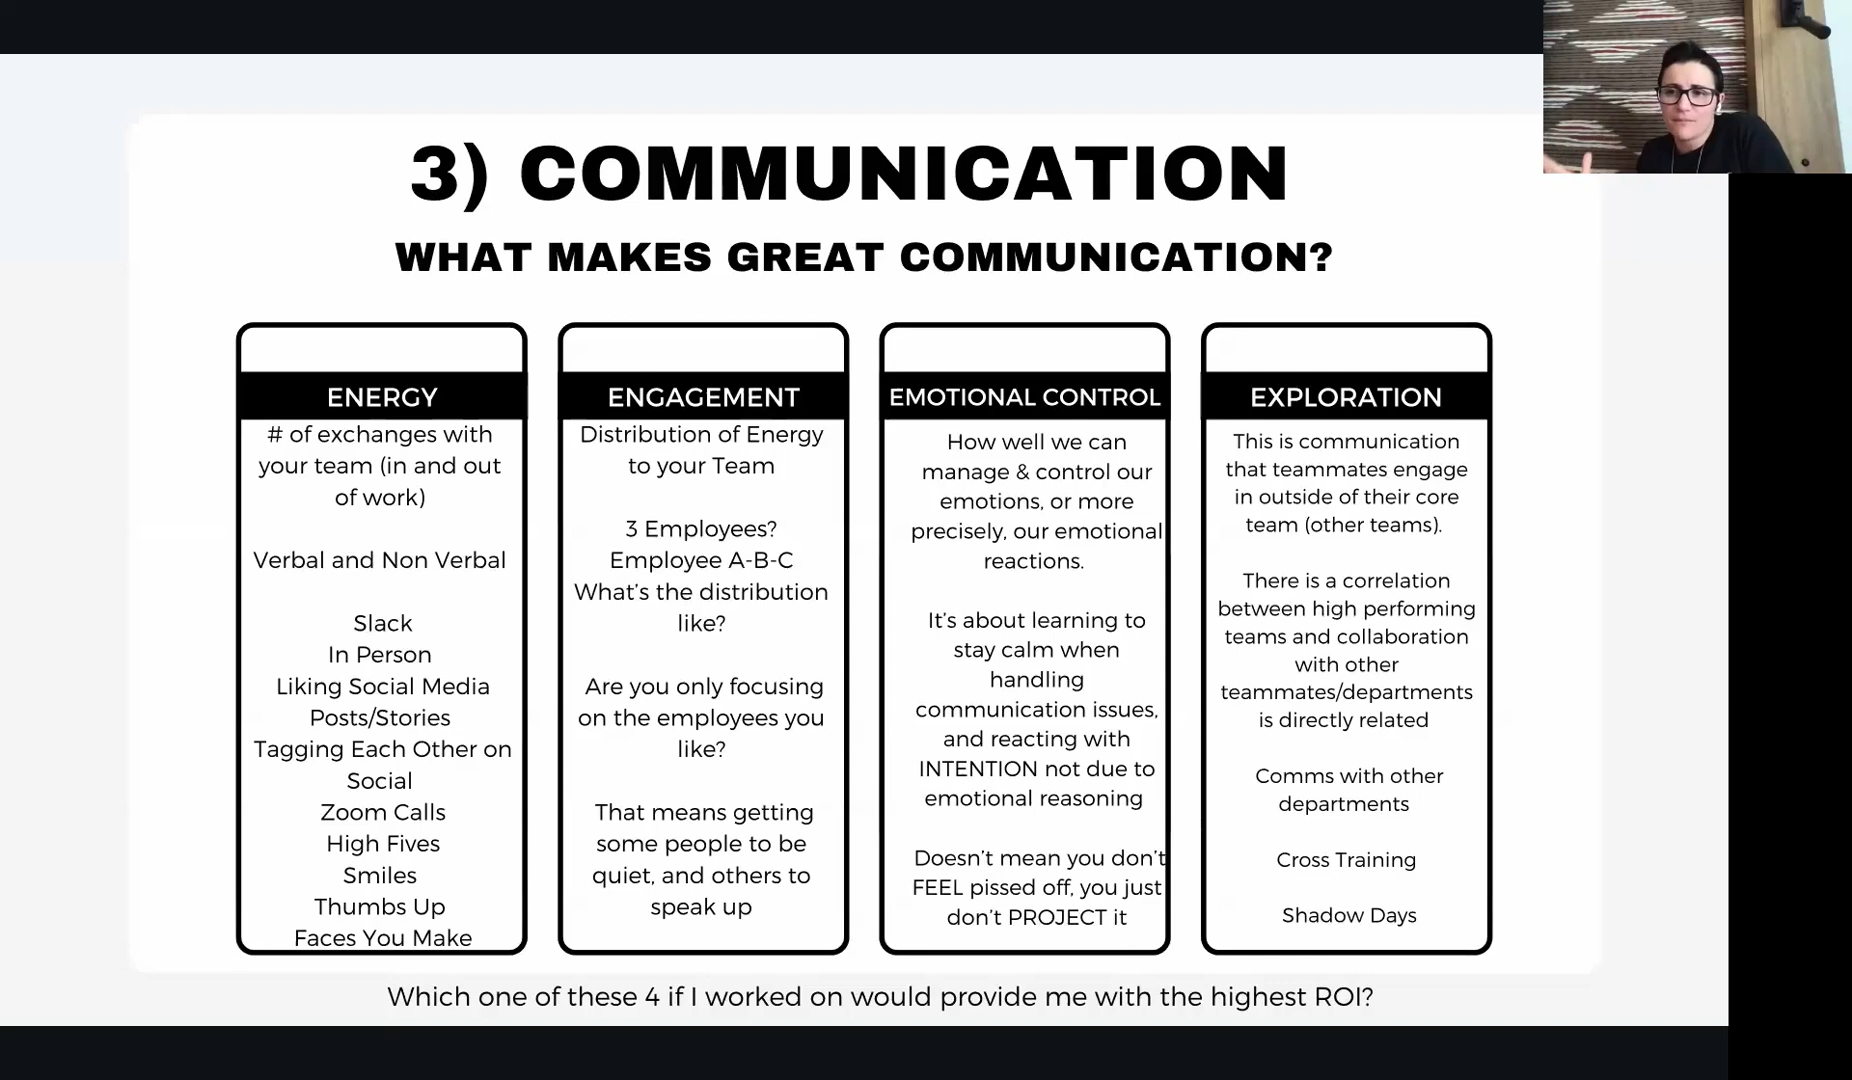 3) COMMUNICATION
WHAT MAKES GREAT COMMUNICATION?
ENERGY
# of exchanges with
your team (in and out
of work)
Verbal and Non Verbal
Slack
In Person
Liking Social Media
Posts/Stories
Tagging Each Other on
Social
Zoom Calls
High Fives
Smiles
Thumbs Up
Faces You Make
ENGAGEMENT
Distribution of Energy
to your Team
3 Employees?
Employee A-B-C
What's the distribution
like?
Are you only focusing
on the employees you
like?
That means getting
some people to be
quiet, and others to
speak up
EMOTIONAL CONTROL
How well we can
manage & control our
emotions, or more
precisely, our emotional
reactions.
It's about learning to
stay calm when
handling
communication issues,
and reacting with
INTENTION not due to
emotional reasoning
Doesn't mean you don't
FEEL pissed off, you just
don't PROJECT it
EXPLORATION
This is communication
that teammates engage
in outside of their core
team (other teams).
There is a correlation
between high performing
teams and collaboration
with other
teammates/departments
is directly related
Comms with other
departments
Cross Training
Shadow Days
Which one of these 4 if I worked on would provide me with the highest ROI?